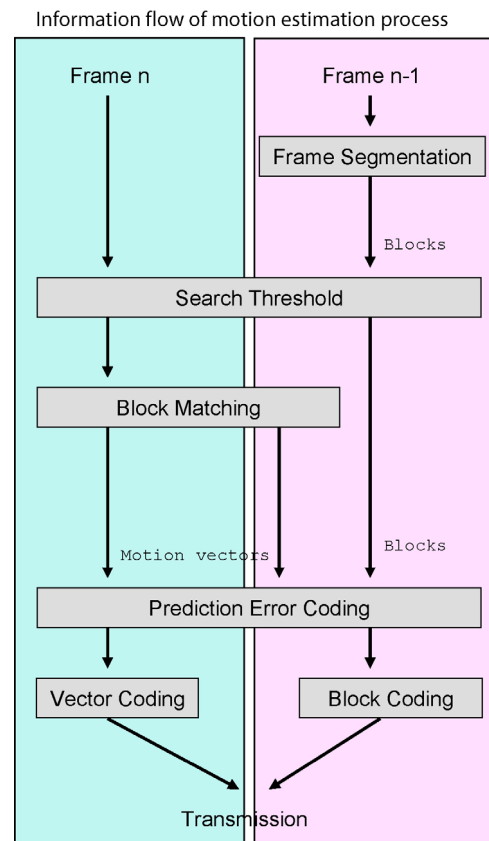 Information flow of motion estimation process
Frame n
Frame n-1
Frame Segmentation
Blocks
Search Threshold
Block Matching
Motion vectors
Blocks
Prediction Error Coding
Vector Coding
Block Coding
Transmission